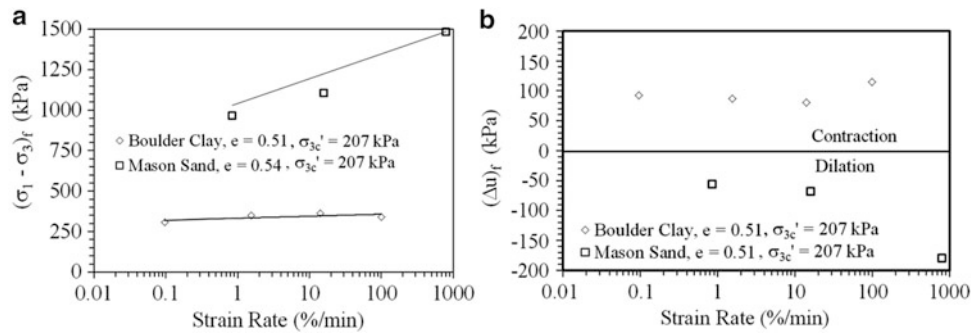 a
1500
1250
1000
750
500
250
0
(σ1 - σ3)f (kPa)
◇ Boulder Clay, e = 0.51, σ3c' = 207 kPa
□ Mason Sand, e = 0.54 , σ3c' = 207 kPa
0.01 0.1 1 10 100 1000
Strain Rate (%/min)
b
200
150
100
50
0
-50
-100
-150
-200
(Δu)f (kPa)
Contraction
Dilation
◇ Boulder Clay, e = 0.51, σ3c' = 207 kPa
□ Mason Sand, e = 0.51, σ3c' = 207 kPa
0.01 0.1 1 10 100 1000
Strain Rate (%/min)